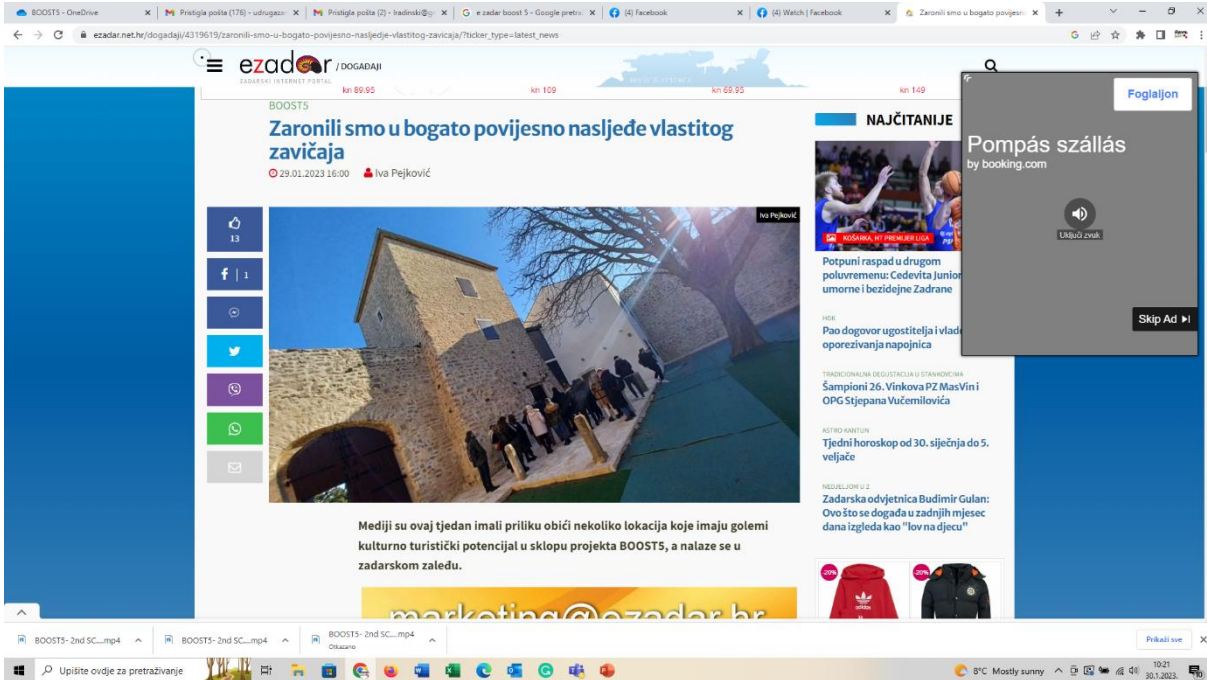 BOOST5 - OneDrive
Pristigla pošta (176) - udrugazad
Pristigla pošta (2) - lradinski@g
e zadar boost 5 - Google pretra
(4) Facebook
(4) Watch | Facebook
Zaronili smo u bogato povijesn
ezadar.net.hr/dogadaji/4319619/zaronili-smo-u-bogato-povijesno-nasljedje-vlastitog-zavicaja/?ticker_type=latest_news
ezadar / DOGAĐAJI
ZADARSKI INTERNET PORTAL
kn 89.95 kn 109 kn 69.95 kn 149
BOOST5
Zaronili smo u bogato povijesno nasljeđe vlastitog
zavičaja
29.01.2023 16:00 Iva Pejković
13
f | 1
Iva Pejković
Mediji su ovaj tjedan imali priliku obići nekoliko lokacija koje imaju golemi
kulturno turistički potencijal u sklopu projekta BOOST5, a nalaze se u
zadarskom zaleđu.
marketing@ezadar.hr
NAJČITANIJE
KOŠARKA, HT PREMIJER LIGA
Potpuni raspad u drugom
poluvremenu: Cedevita Junior
umorne i bezidejne Zadrane
HGK
Pao dogovor ugostitelja i vlade
oporezivanja napojnica
TRADICIONALNA DEGUSTACIJA U STANKOVCIMA
Šampioni 26. Vinkova PZ MasVin i
OPG Stjepana Vučemilovića
ASTRO KANTUN
Tjedni horoskop od 30. siječnja do 5.
veljače
NEDJELJOM U 2
Zadarska odvjetnica Budimir Gulan:
Ovo što se događa u zadnjih mjesec
dana izgleda kao "lov na djecu"
-20% -20%
adidas
Foglaljon
Pompás szállás
by booking.com
Uključi zvuk
Skip Ad
BOOST5- 2nd SC....mp4
BOOST5- 2nd SC....mp4
BOOST5- 2nd SC....mp4
Otkazano
Prikaži sve
Upišite ovdje za pretraživanje
8°C Mostly sunny
10:21
30.1.2023.